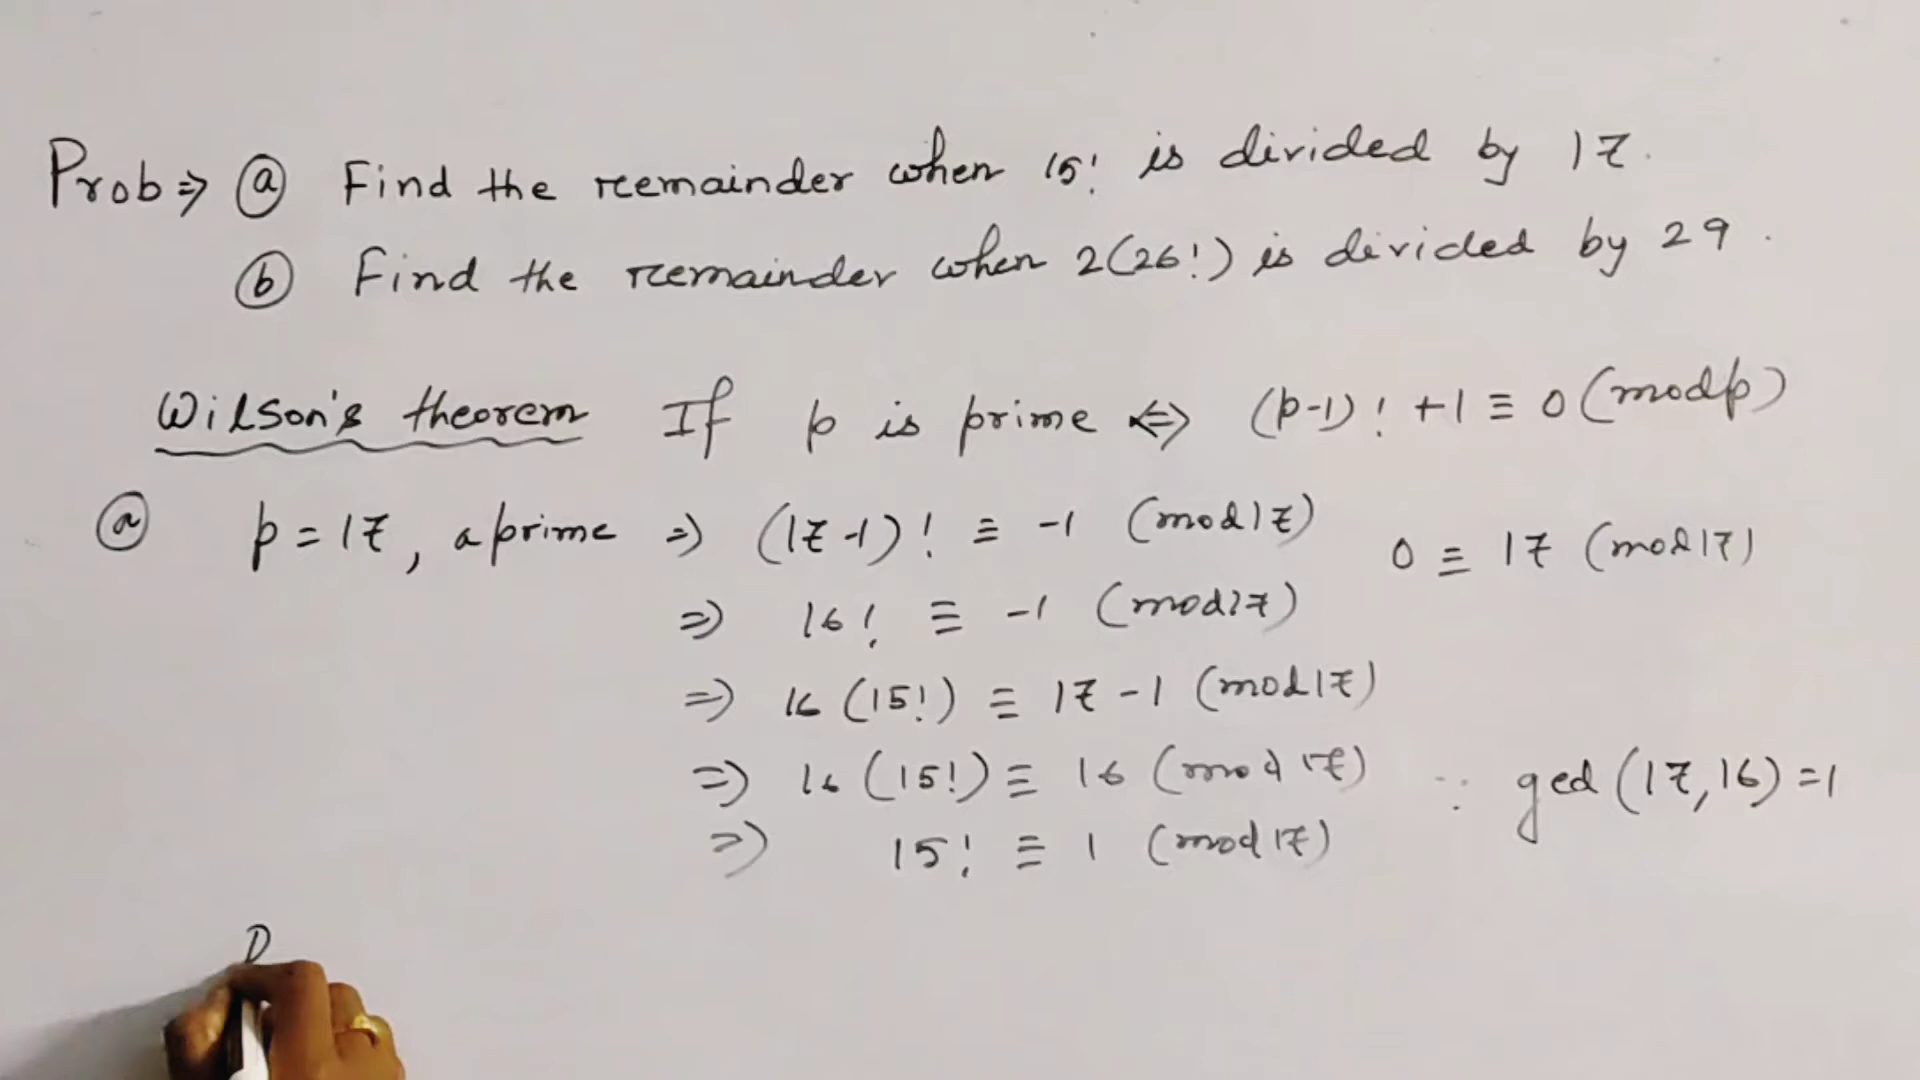 Prob ⇒ ⓐ Find the remainder when 15! is divided by 17.
ⓑ Find the remainder when 2(26!) is divided by 29.
Wilson's theorem If p is prime ⇔ (p-1)! +1 ≡ 0 (mod p)
ⓐ p = 17, a prime ⇒ (17-1)! ≡ -1 (mod 17) 0 ≡ 17 (mod 17)
⇒ 16! ≡ -1 (mod 17)
⇒ 16 (15!) ≡ 17 - 1 (mod 17)
⇒ 16 (15!) ≡ 16 (mod 17) ∵ gcd (17, 16) = 1
⇒ 15! ≡ 1 (mod 17)